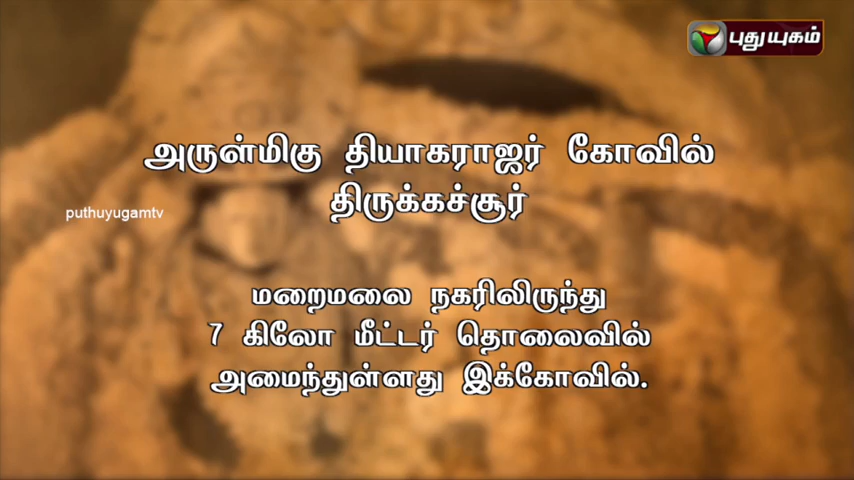 புதுயுகம்
அருள்மிகு தியாகராஜர் கோவில்
திருக்கச்சூர்
puthuyugamtv
மறைமலை நகரிலிருந்து
7 கிலோ மீட்டர் தொலைவில்
அமைந்துள்ளது இக்கோவில்.